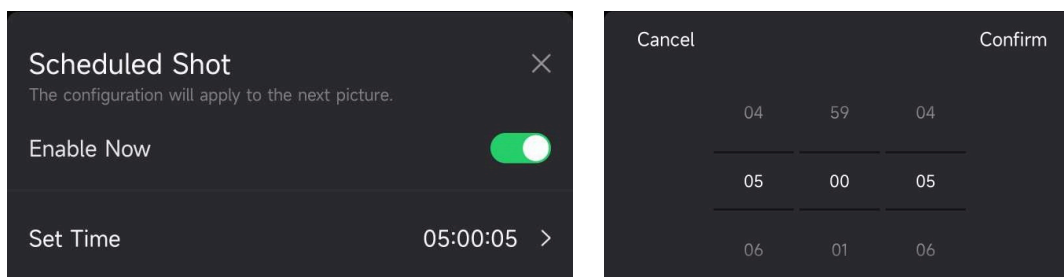 Scheduled Shot
The configuration will apply to the next picture.
Enable Now
Set Time 05:00:05
Cancel Confirm
04 59 04
05 00 05
06 01 06